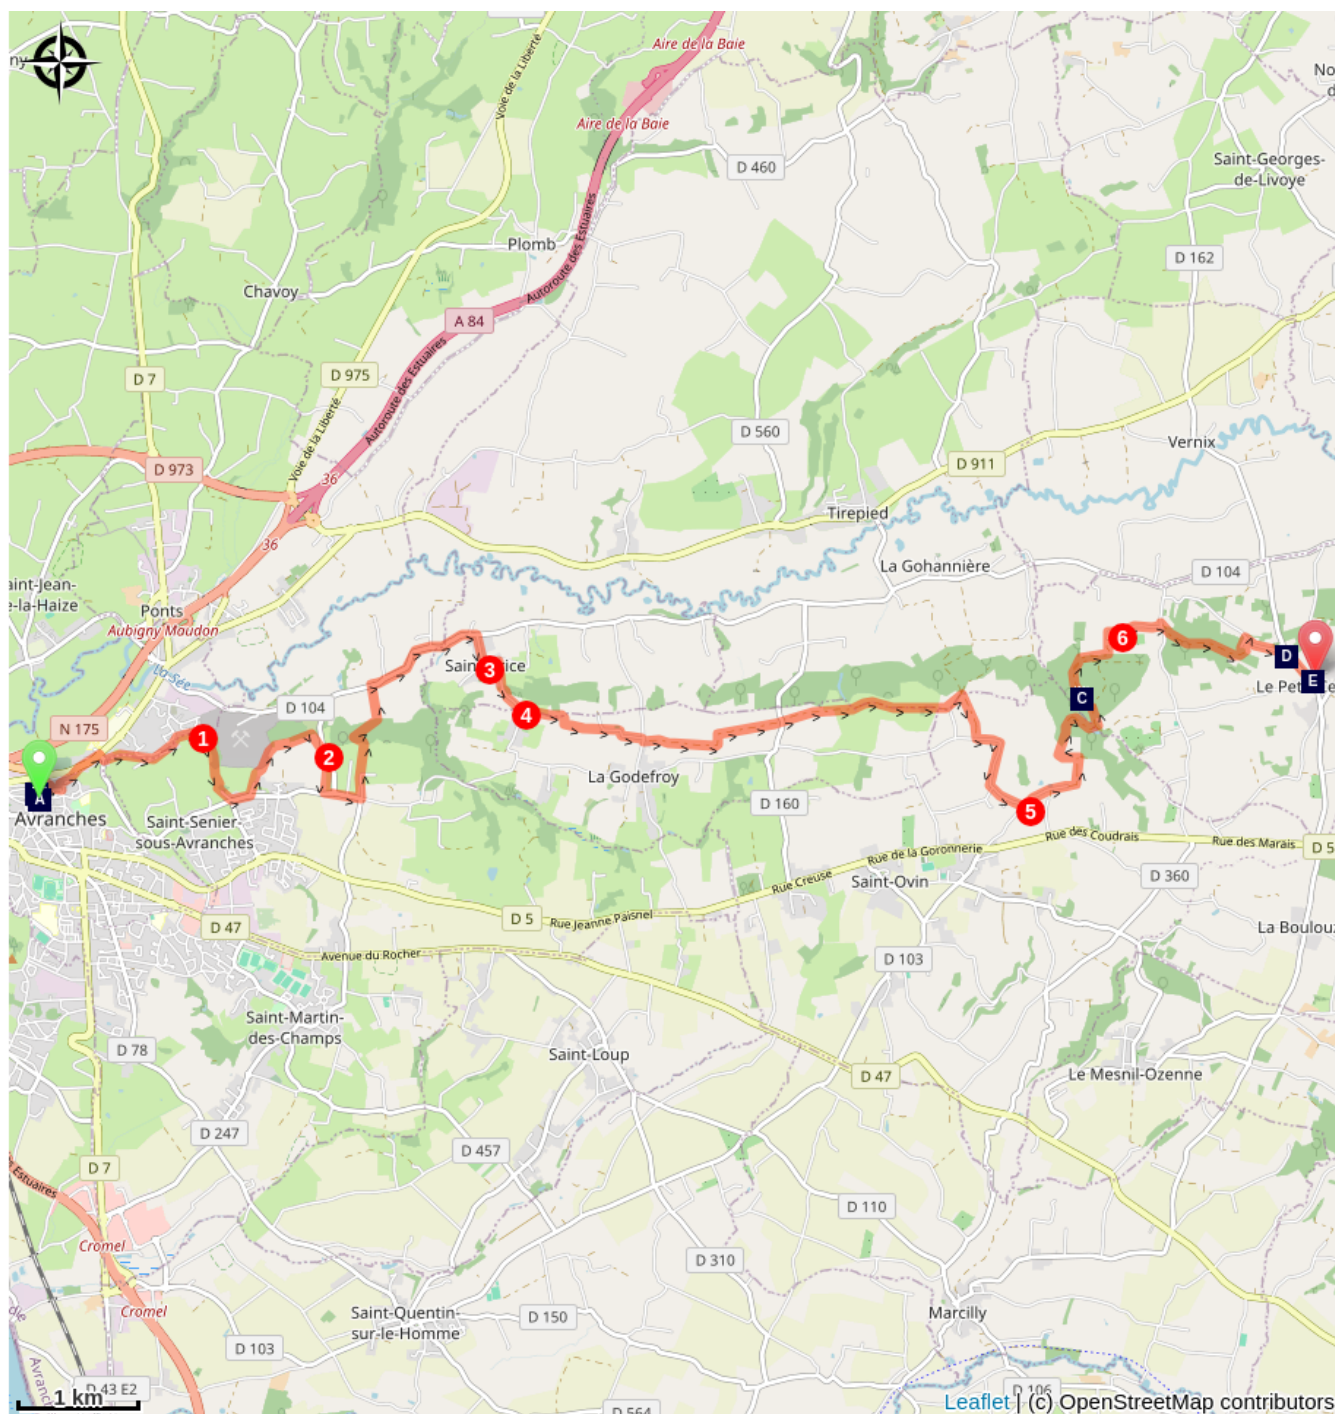 Aire de la Baie
Voie de la Liberté
Aire de la Baie
D 460
Saint-Georges-
de-Livoye
Plomb
Autoroute des Estuaires
D 162
Chavoy
A 84
D 7
D 975
Autoroute des Estuaires
Voie de la Liberté
D 560
Vernix
D 973
36
D 911
Tirepied
36
La Gohannière
D 104
Ponts
Aubigny Maudon
La Sée
6
3
D
C
E
D 104
N 175
1
4
2
La Godefroy
A
D 160
5
Avranches
Saint-Senier-
sous-Avranches
Rue des Coudrais
Rue des Marais
D 5
Rue de la Goronnerie
Rue Creuse
Saint-Ovin
D 360
D 5
Rue Jeanne Paisnel
D 47
Avenue du Rocher
D 103
Saint-Martin-
des-Champs
D 78
Saint-Loup
D 47
Le Mesnil-Ozenne
D 247
D 457
D 7
Estuaires
D 110
Cromel
D 310
Cromel
Saint-Quentin-
sur-le-Homme
D 150
Marcilly
D 103
D 43 E2
1 km
D 106
D 564
Leaflet | (c) OpenStreetMap contributors